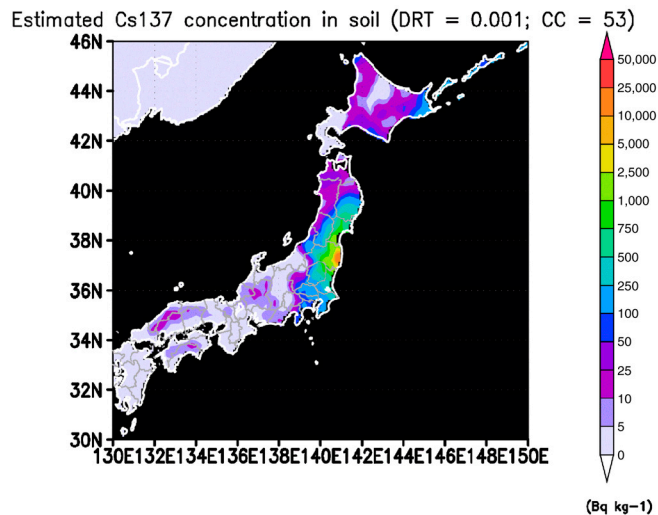 Estimated Cs137 concentration in soil (DRT = 0.001; CC = 53)
46N
44N
42N
40N
38N
36N
34N
32N
30N
130E132E134E136E138E140E142E144E146E148E150E
50,000
25,000
10,000
5,000
2,500
1,000
750
500
250
100
50
25
10
5
0
(Bq kg-1)